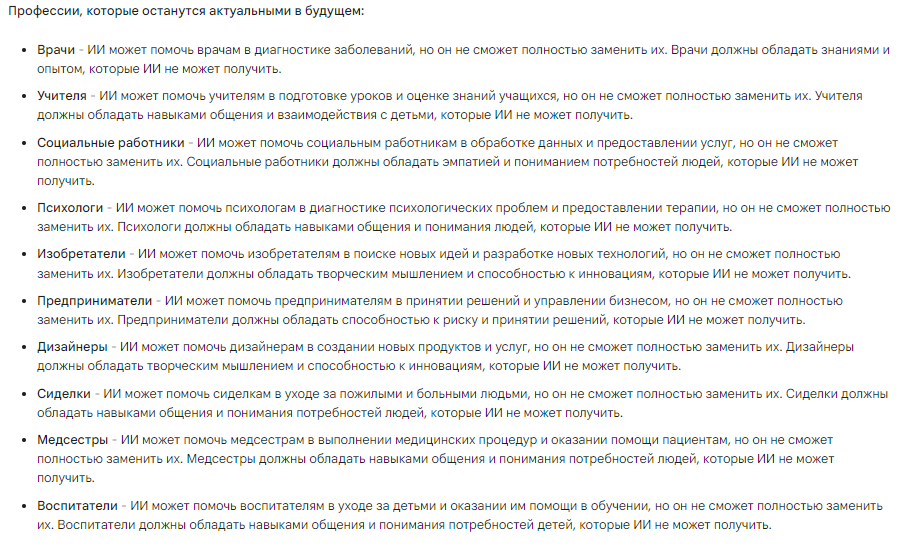 Профессии, которые останутся актуальными в будущем:
• Врачи - ИИ может помочь врачам в диагностике заболеваний, но он не сможет полностью заменить их. Врачи должны обладать знаниями и
опытом, которые ИИ не может получить.
• Учителя - ИИ может помочь учителям в подготовке уроков и оценке знаний учащихся, но он не сможет полностью заменить их. Учителя
должны обладать навыками общения и взаимодействия с детьми, которые ИИ не может получить.
• Социальные работники - ИИ может помочь социальным работникам в обработке данных и предоставлении услуг, но он не сможет
полностью заменить их. Социальные работники должны обладать эмпатией и пониманием потребностей людей, которые ИИ не может
получить.
• Психологи - ИИ может помочь психологам в диагностике психологических проблем и предоставлении терапии, но он не сможет полностью
заменить их. Психологи должны обладать навыками общения и понимания людей, которые ИИ не может получить.
• Изобретатели - ИИ может помочь изобретателям в поиске новых идей и разработке новых технологий, но он не сможет полностью
заменить их. Изобретатели должны обладать творческим мышлением и способностью к инновациям, которые ИИ не может получить.
• Предприниматели - ИИ может помочь предпринимателям в принятии решений и управлении бизнесом, но он не сможет полностью
заменить их. Предприниматели должны обладать способностью к риску и принятии решений, которые ИИ не может получить.
• Дизайнеры - ИИ может помочь дизайнерам в создании новых продуктов и услуг, но он не сможет полностью заменить их. Дизайнеры
должны обладать творческим мышлением и способностью к инновациям, которые ИИ не может получить.
• Сиделки - ИИ может помочь сиделкам в уходе за пожилыми и больными людьми, но он не сможет полностью заменить их. Сиделки должны
обладать навыками общения и понимания потребностей людей, которые ИИ не может получить.
• Медсестры - ИИ может помочь медсестрам в выполнении медицинских процедур и оказании помощи пациентам, но он не сможет
полностью заменить их. Медсестры должны обладать навыками общения и понимания потребностей людей, которые ИИ не может
получить.
• Воспитатели - ИИ может помочь воспитателям в уходе за детьми и оказании им помощи в обучении, но он не сможет полностью заменить
их. Воспитатели должны обладать навыками общения и понимания потребностей детей, которые ИИ не может получить.